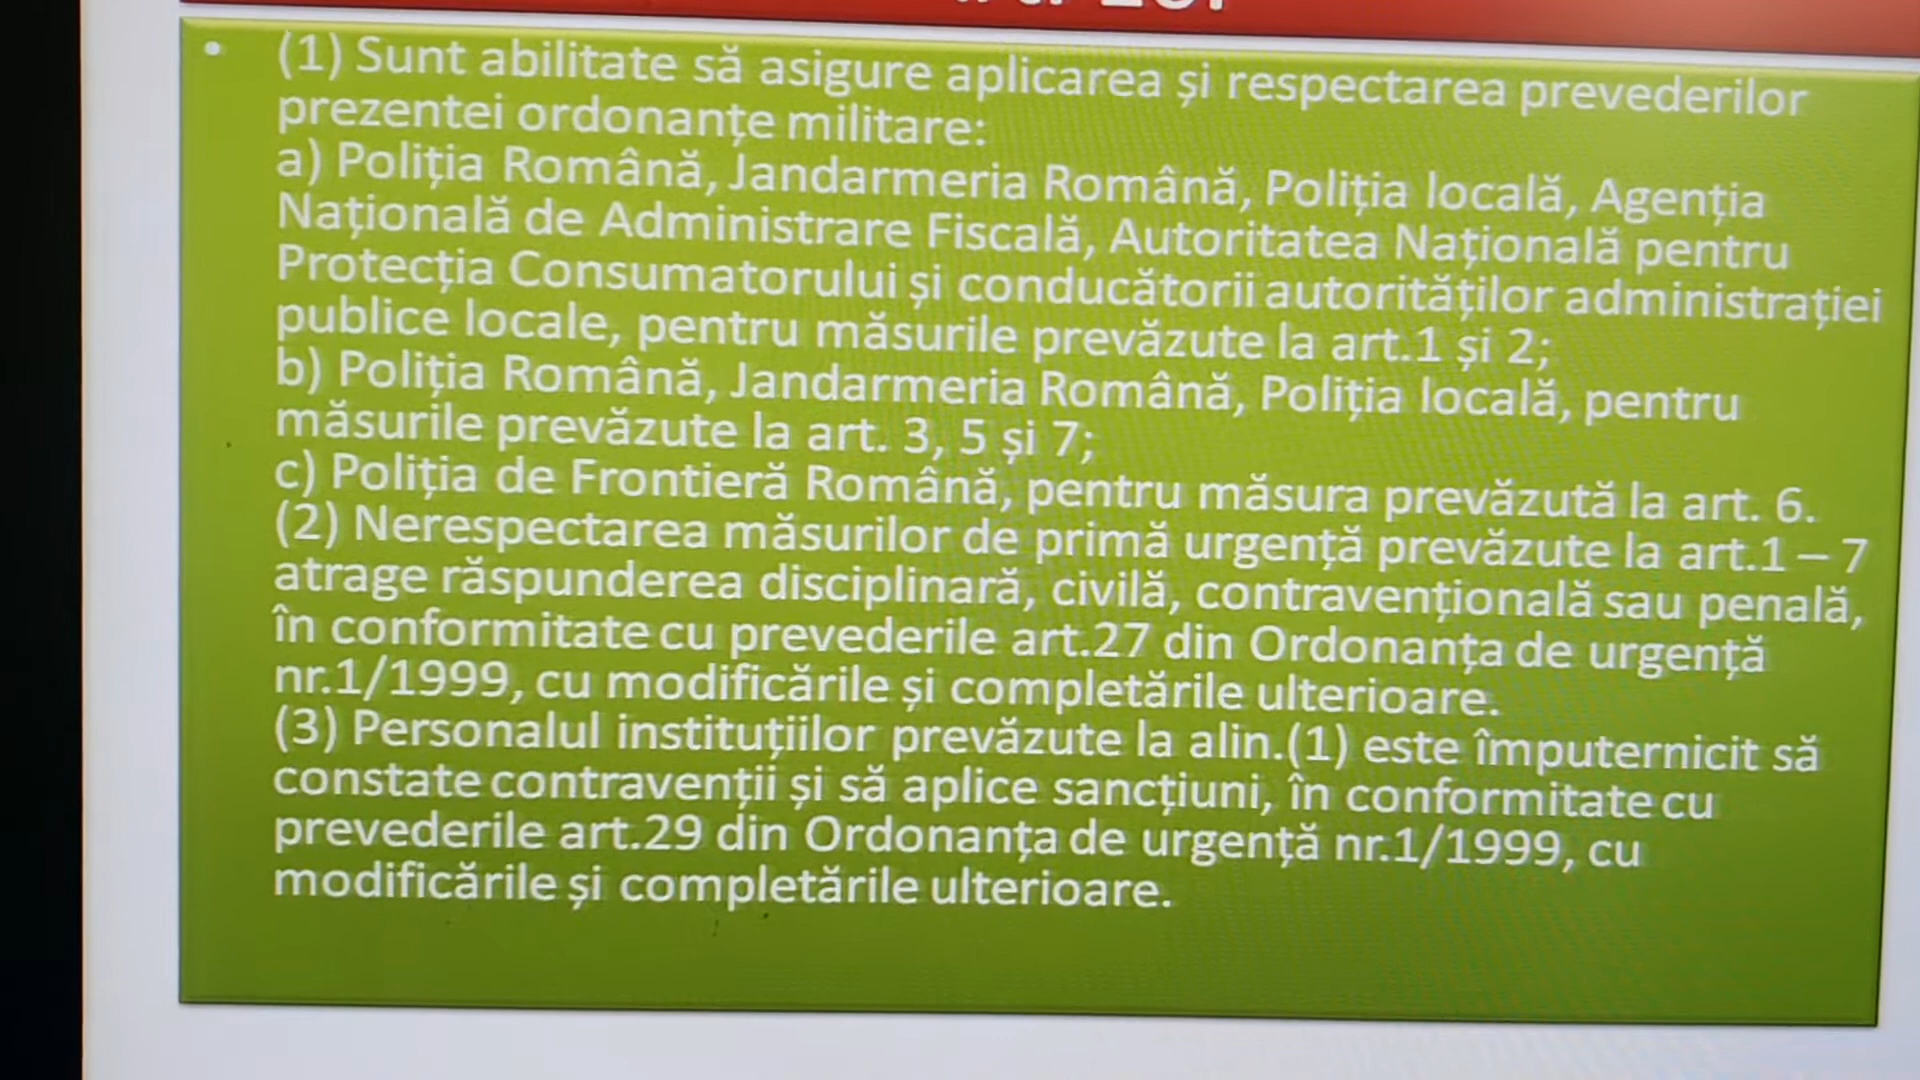 • (1) Sunt abilitate să asigure aplicarea și respectarea prevederilor
prezentei ordonanțe militare:
a) Poliția Română, Jandarmeria Română, Poliția locală, Agenția
Națională de Administrare Fiscală, Autoritatea Națională pentru
Protecția Consumatorului și conducătorii autorităților administrației
publice locale, pentru măsurile prevăzute la art.1 și 2;
b) Poliția Română, Jandarmeria Română, Poliția locală, pentru
măsurile prevăzute la art. 3, 5 și 7;
c) Poliția de Frontieră Română, pentru măsura prevăzută la art. 6.
(2) Nerespectarea măsurilor de primă urgență prevăzute la art.1 – 7
atrage răspunderea disciplinară, civilă, contravențională sau penală,
în conformitate cu prevederile art.27 din Ordonanța de urgență
nr.1/1999, cu modificările și completările ulterioare.
(3) Personalul instituțiilor prevăzute la alin.(1) este împuternicit să
constate contravenții și să aplice sancțiuni, în conformitate cu
prevederile art.29 din Ordonanța de urgență nr.1/1999, cu
modificările și completările ulterioare.